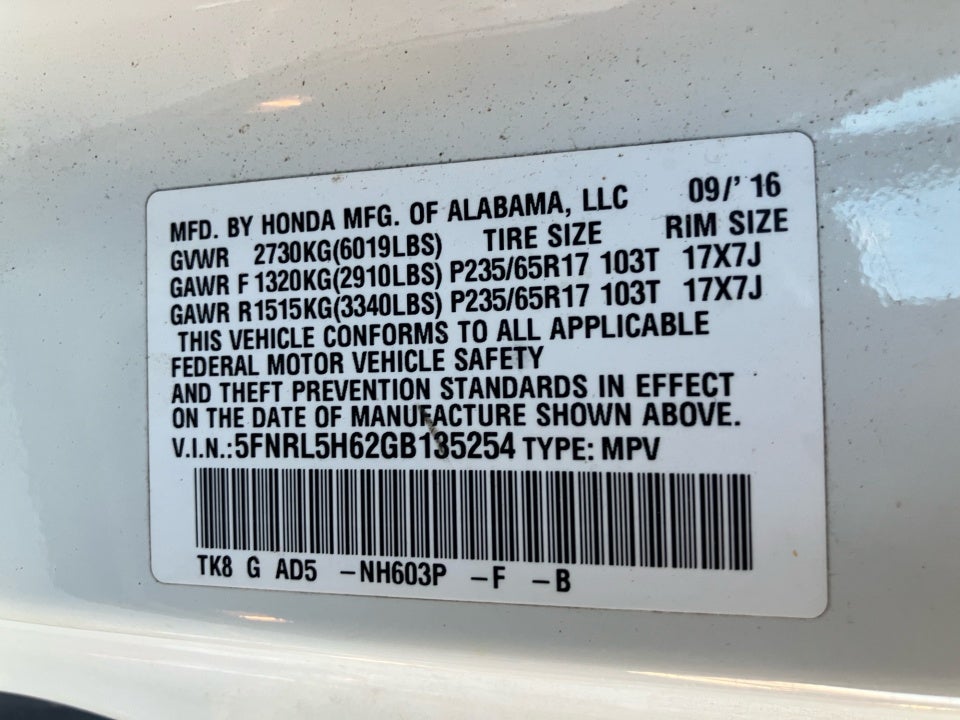 MFD. BY HONDA MFG. OF ALABAMA, LLC 09/' 16
GVWR 2730KG(6019LBS) TIRE SIZE RIM SIZE
GAWR F 1320KG(2910LBS) P235/65R17 103T 17X7J
GAWR R1515KG(3340LBS) P235/65R17 103T 17X7J
THIS VEHICLE CONFORMS TO ALL APPLICABLE
FEDERAL MOTOR VEHICLE SAFETY
AND THEFT PREVENTION STANDARDS IN EFFECT
ON THE DATE OF MANUFACTURE SHOWN ABOVE.
V.I.N.:5FNRL5H62GB135254 TYPE: MPV
TK8 G AD5 -NH603P -F -B